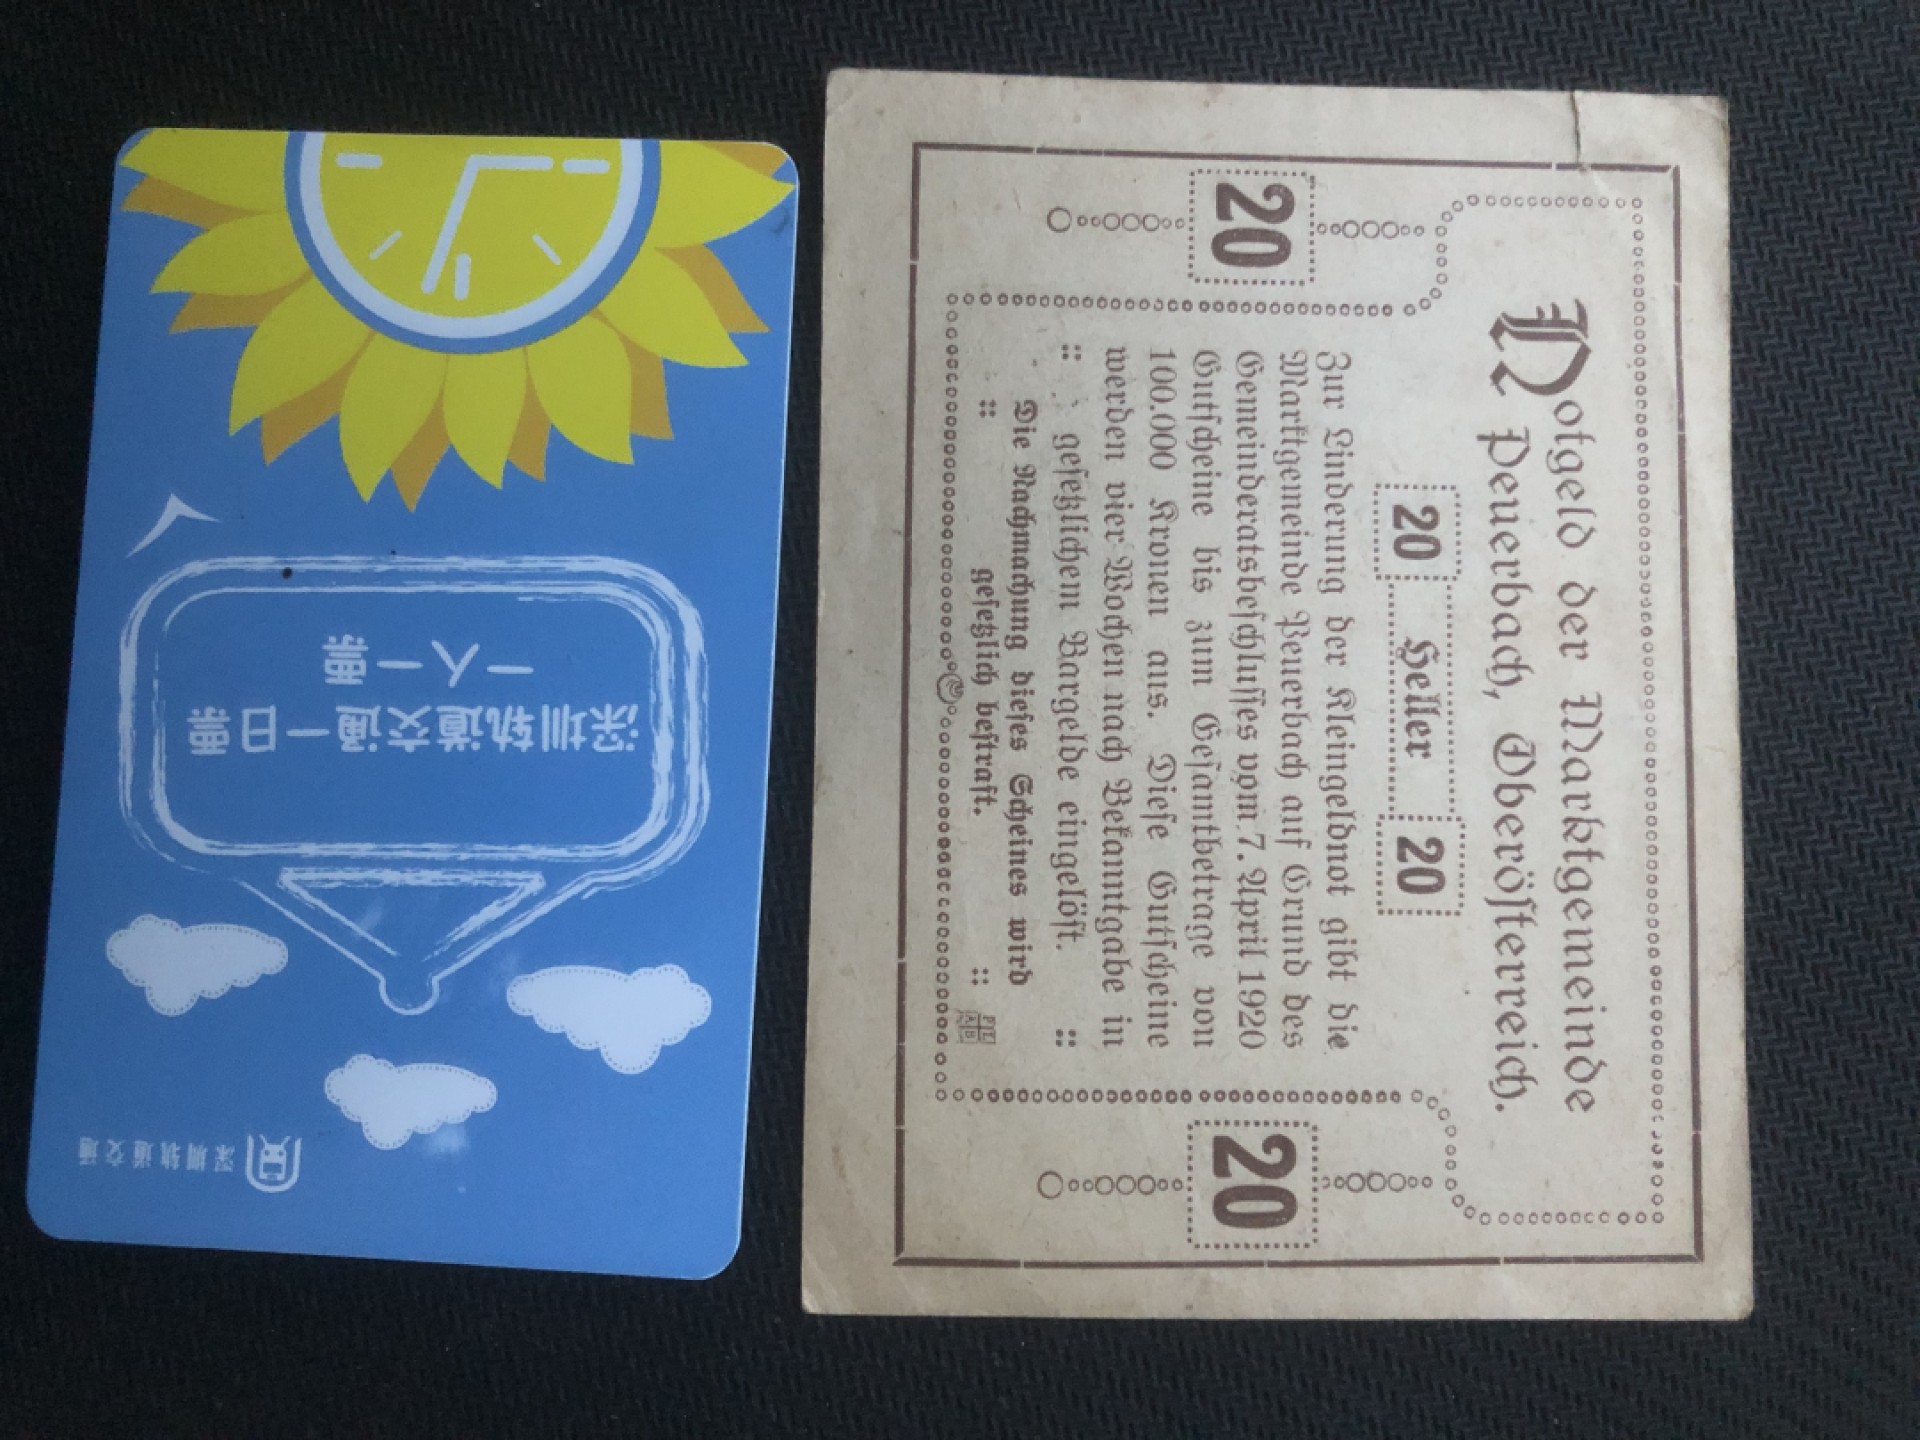 一人一票
深圳轨道交通一日票
深圳轨道交通
Notgeld der Marktgemeinde
Peuerbach, Oberösterreich.
20 Heller 20
20
20
Zur Linderung der Kleingeldnot gibt die
Marktgemeinde Peuerbach auf Grund des
Gemeinderatsbeschlusses vom 7. April 1920
Gutscheine bis zum Gesamtbetrage von
100.000 Kronen aus. Diese Gutscheine
werden vier Wochen nach Bekanntgabe in
:: gesetzlichem Bargelde eingelöst. ::
Die Nachmachung dieses Scheines wird
:: gesetzlich bestraft. ::